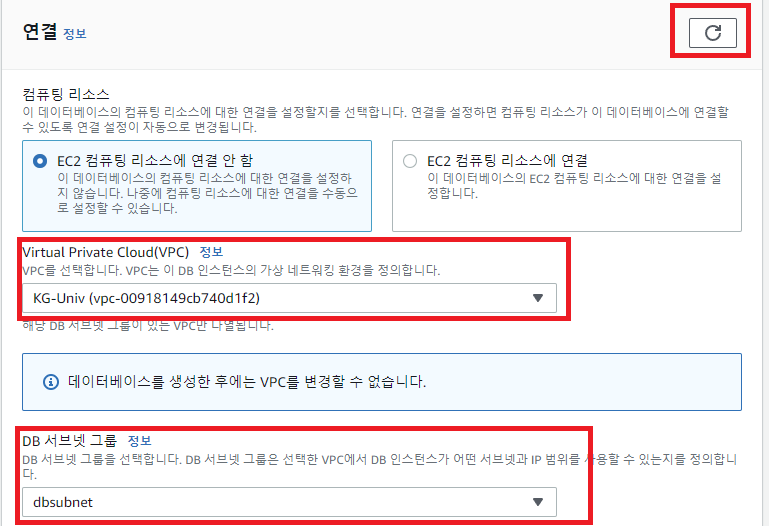 연결 정보
컴퓨팅 리소스
이 데이터베이스의 컴퓨팅 리소스에 대한 연결을 설정할지를 선택합니다. 연결을 설정하면 컴퓨팅 리소스가 이 데이터베이스에 연결할
수 있도록 연결 설정이 자동으로 변경됩니다.
EC2 컴퓨팅 리소스에 연결 안 함
이 데이터베이스의 컴퓨팅 리소스에 대한 연결을 설정하
지 않습니다. 나중에 컴퓨팅 리소스에 대한 연결을 수동으
로 설정할 수 있습니다.
EC2 컴퓨팅 리소스에 연결
이 데이터베이스의 EC2 컴퓨팅 리소스에 대한 연결을 설
정합니다.
Virtual Private Cloud(VPC) 정보
VPC를 선택합니다. VPC는 이 DB 인스턴스의 가상 네트워킹 환경을 정의합니다.
KG-Univ (vpc-00918149cb740d1f2)
해당 DB 서브넷 그룹이 있는 VPC만 나열됩니다.
데이터베이스를 생성한 후에는 VPC를 변경할 수 없습니다.
DB 서브넷 그룹 정보
DB 서브넷 그룹을 선택합니다. DB 서브넷 그룹은 선택한 VPC에서 DB 인스턴스가 어떤 서브넷과 IP 범위를 사용할 수 있는지를 정의합니
다.
dbsubnet